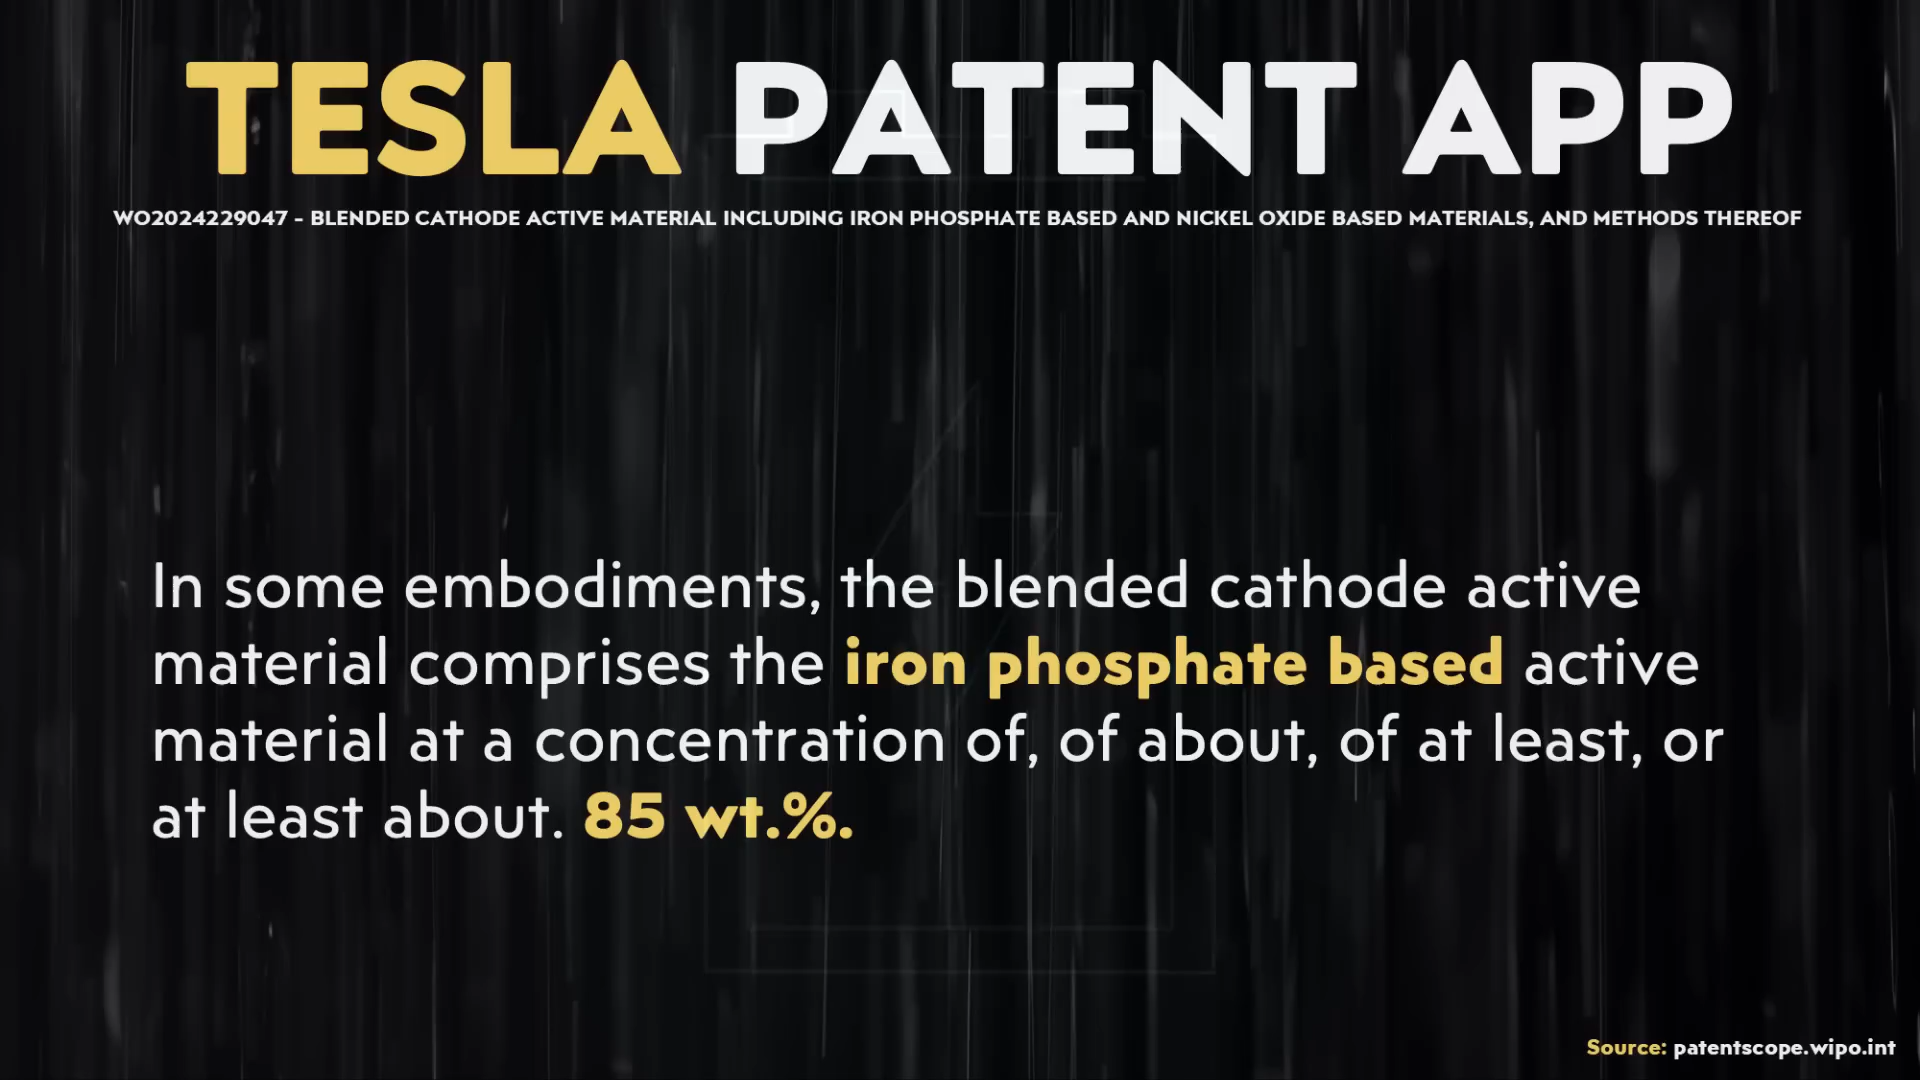 TESLA PATENT APP
WO2024229047 - BLENDED CATHODE ACTIVE MATERIAL INCLUDING IRON PHOSPHATE BASED AND NICKEL OXIDE BASED MATERIALS, AND METHODS THEREOF
In some embodiments, the blended cathode active
material comprises the iron phosphate based active
material at a concentration of, of about, of at least, or
at least about. 85 wt.%.
Source: patentscope.wipo.int